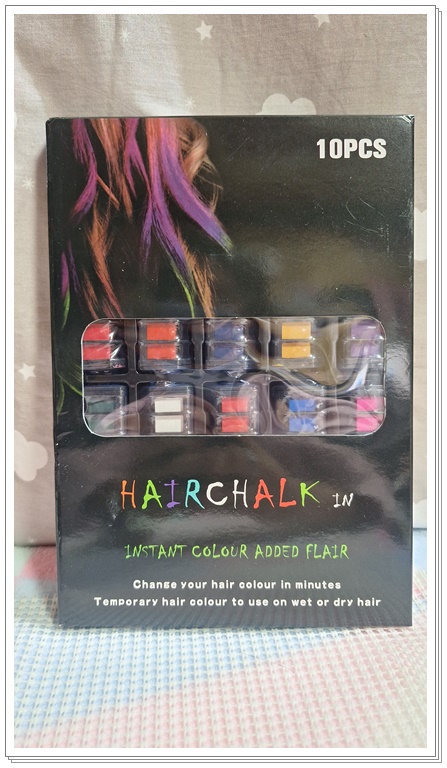 10PCS
HAIRCHALK IN
INSTANT COLOUR ADDED FLAIR
Change your hair colour in minutes
Temporary hair colour to use on wet or dry hair